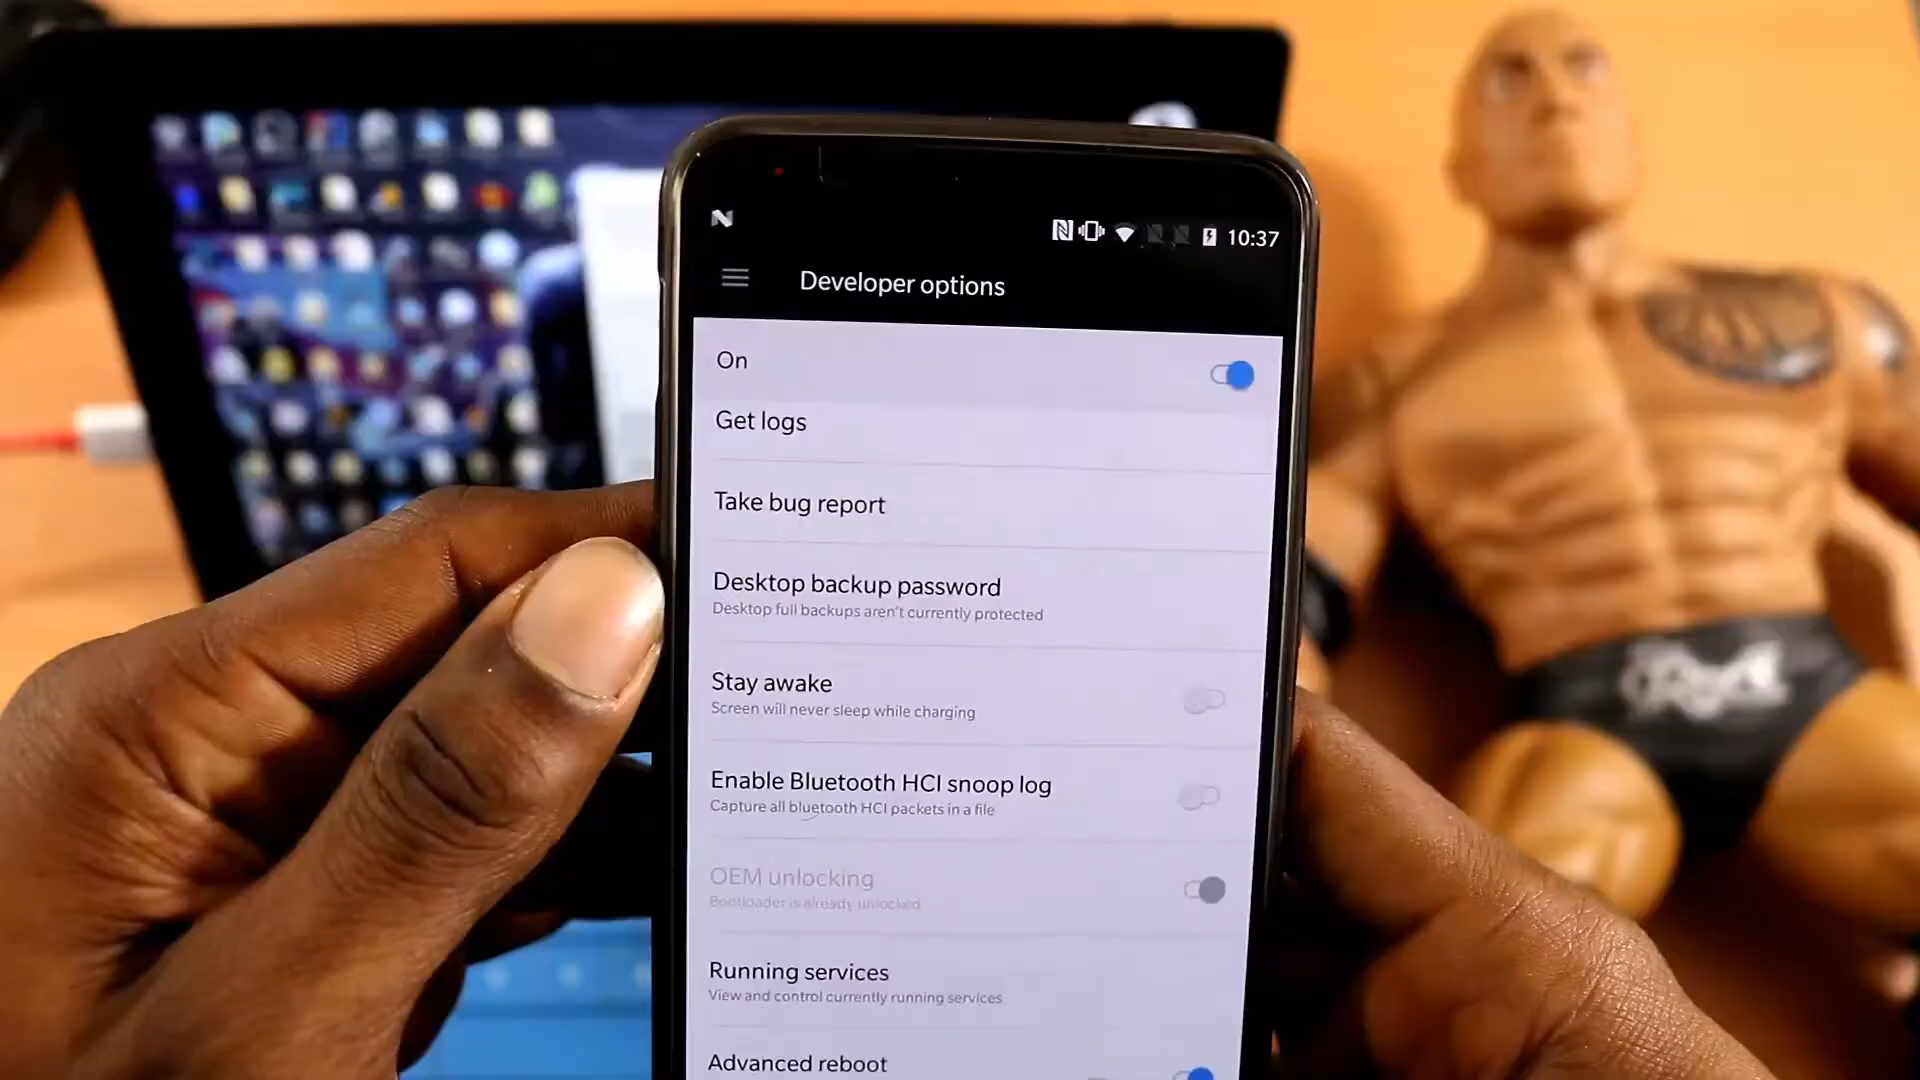 10:37
Developer options
On
Get logs
Take bug report
Desktop backup password
Desktop full backups aren't currently protected
Stay awake
Screen will never sleep while charging
Enable Bluetooth HCI snoop log
Capture all bluetooth HCI packets in a file
OEM unlocking
Bootloader is already unlocked
Running services
View and control currently running services
Advanced reboot